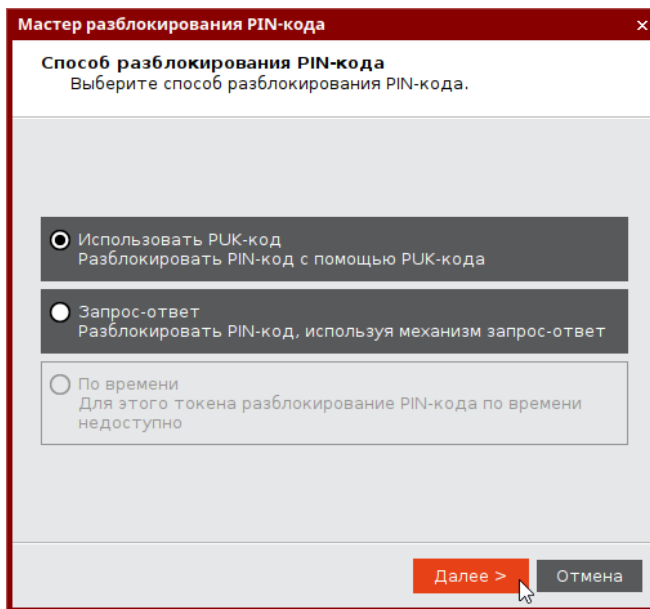 Мастер разблокирования PIN-кода
Способ разблокирования PIN-кода
Выберите способ разблокирования PIN-кода.
Использовать PUK-код
Разблокировать PIN-код с помощью PUK-кода
Запрос-ответ
Разблокировать PIN-код, используя механизм запрос-ответ
По времени
Для этого токена разблокирование PIN-кода по времени
недоступно
Далее > Отмена